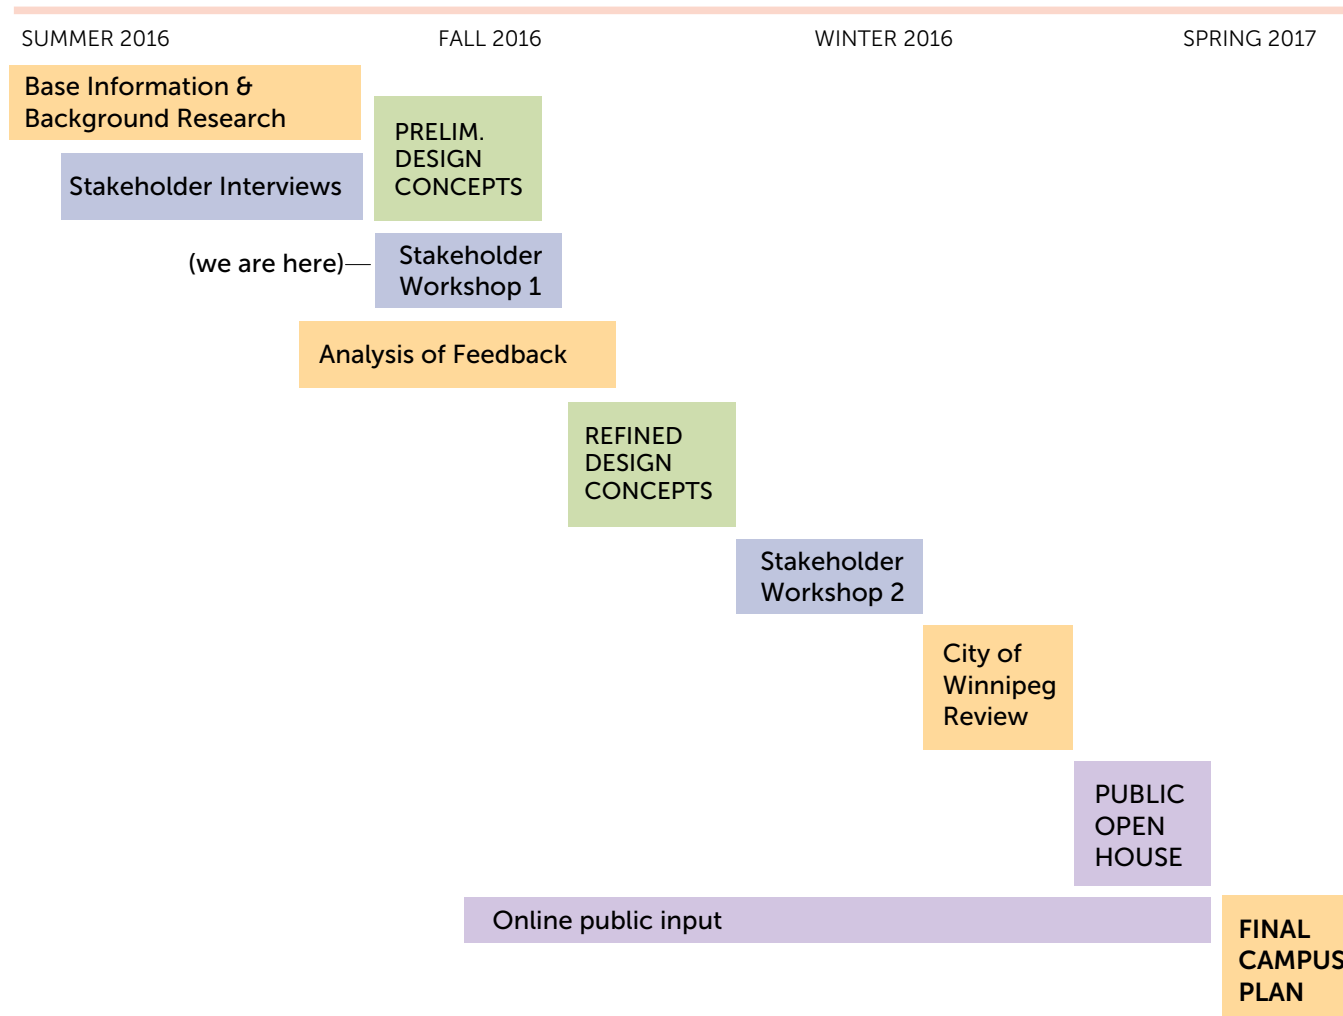 SUMMER 2016
FALL 2016
WINTER 2016
SPRING 2017
Base Information &
Background Research
PRELIM.
DESIGN
CONCEPTS
Stakeholder Interviews
(we are here)
Stakeholder
Workshop 1
Analysis of Feedback
REFINED
DESIGN
CONCEPTS
Stakeholder
Workshop 2
City of
Winnipeg
Review
PUBLIC
OPEN
HOUSE
Online public input
FINAL
CAMPUS
PLAN